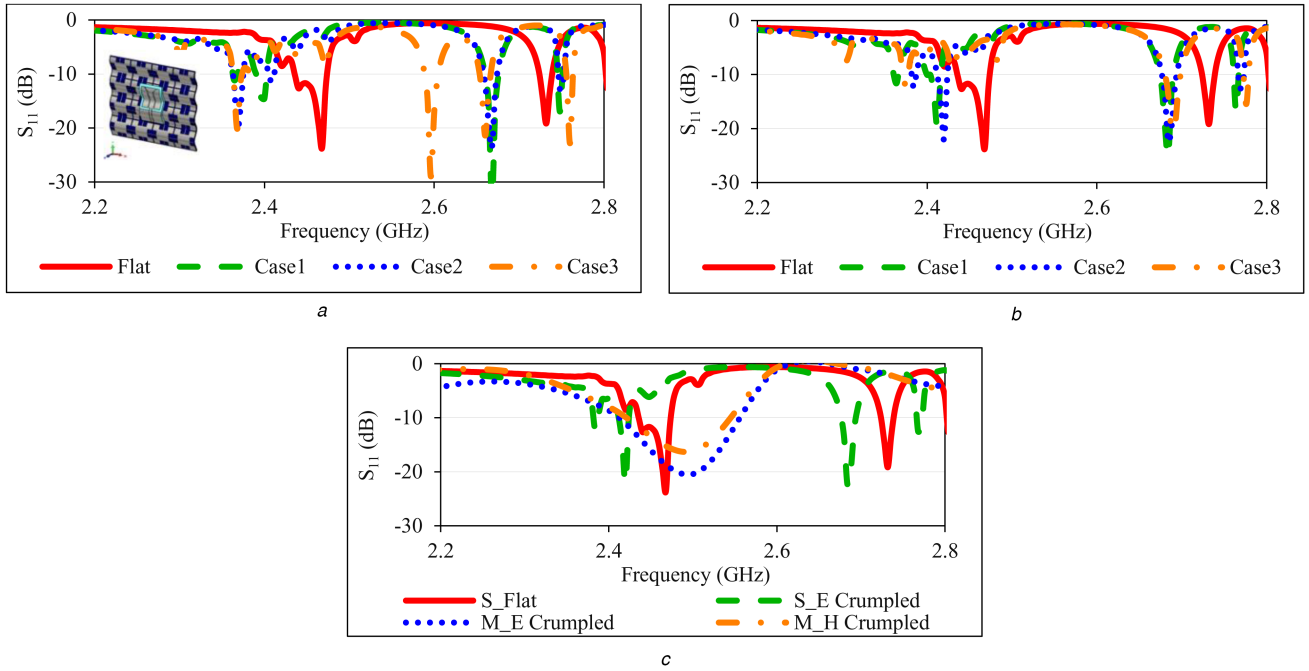 0
-10
-20
-30
S11 (dB)
2.2 2.4 2.6 2.8
Frequency (GHz)
Flat Case1 Case2 Case3
a
0
-10
-20
-30
S11 (dB)
2.2 2.4 2.6 2.8
Frequency (GHz)
Flat Case1 Case2 Case3
b
0
-10
-20
-30
S11 (dB)
2.2 2.4 2.6 2.8
Frequency (GHz)
S_Flat S_E Crumpled
M_E Crumpled M_H Crumpled
c